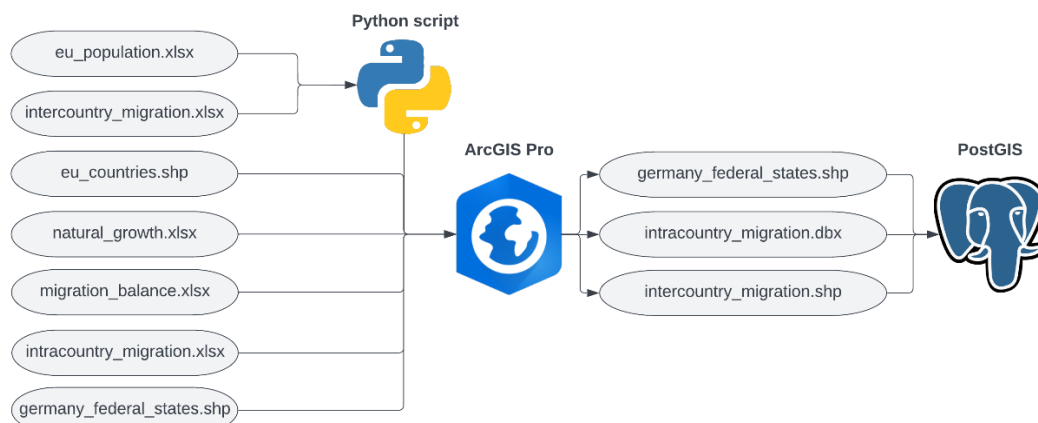 Python script
eu_population.xlsx
intercountry_migration.xlsx
eu_countries.shp
natural_growth.xlsx
migration_balance.xlsx
intracountry_migration.xlsx
germany_federal_states.shp
ArcGIS Pro
germany_federal_states.shp
intracountry_migration.dbx
intercountry_migration.shp
PostGIS